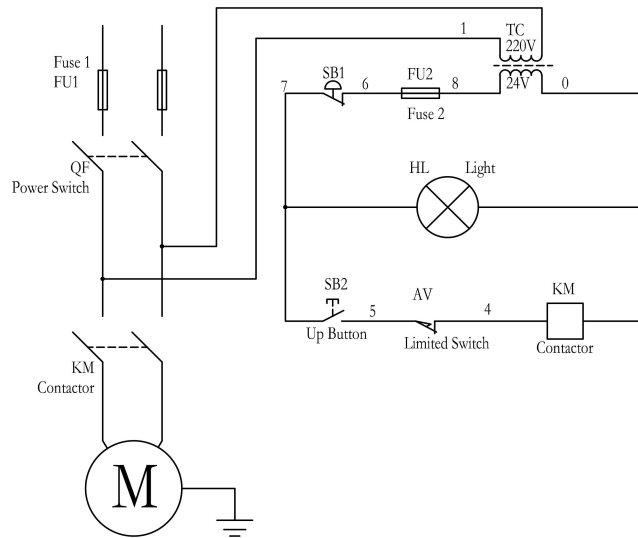 Fuse 1
FU1
QF
Power Switch
KM
Contactor
M
1
TC
220V
24V
0
7
SB1
6
FU2
8
Fuse 2
HL
Light
SB2
5
AV
4
KM
Up Button
Limited Switch
Contactor